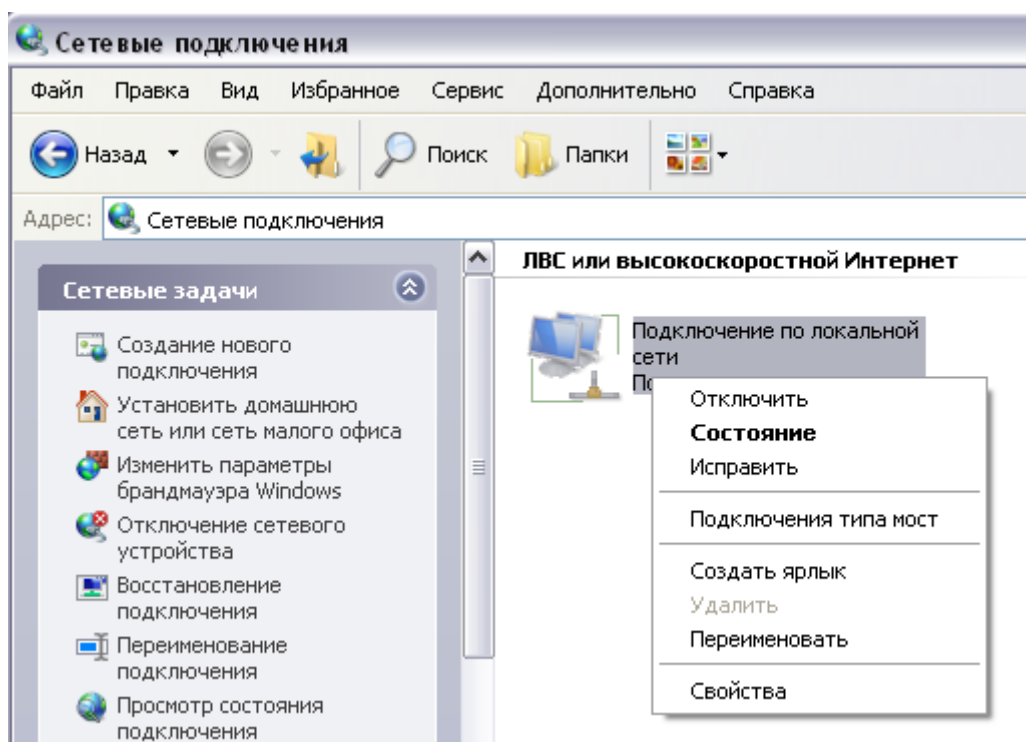 Сетевые подключения
Файл Правка Вид Избранное Сервис Дополнительно Справка
Назад Поиск Папки
Адрес: Сетевые подключения
Сетевые задачи
Создание нового
подключения
Установить домашнюю
сеть или сеть малого офиса
Изменить параметры
брандмауэра Windows
Отключение сетевого
устройства
Восстановление
подключения
Переименование
подключения
Просмотр состояния
подключения
ЛВС или высокоскоростной Интернет
Подключение по локальной
сети
Отключить
Состояние
Исправить
Подключения типа мост
Создать ярлык
Удалить
Переименовать
Свойства